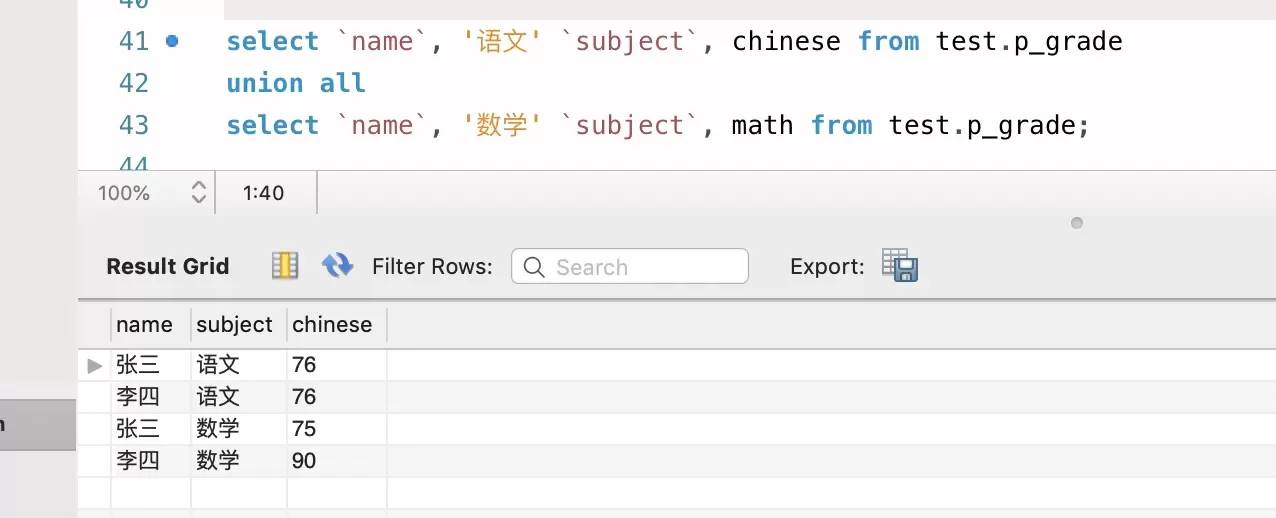 40
41 select `name`, '语文' `subject`, chinese from test.p_grade
42 union all
43 select `name`, '数学' `subject`, math from test.p_grade;
44
100% 1:40
Result Grid Filter Rows: Search Export:
name subject chinese
张三 语文 76
李四 语文 76
张三 数学 75
李四 数学 90